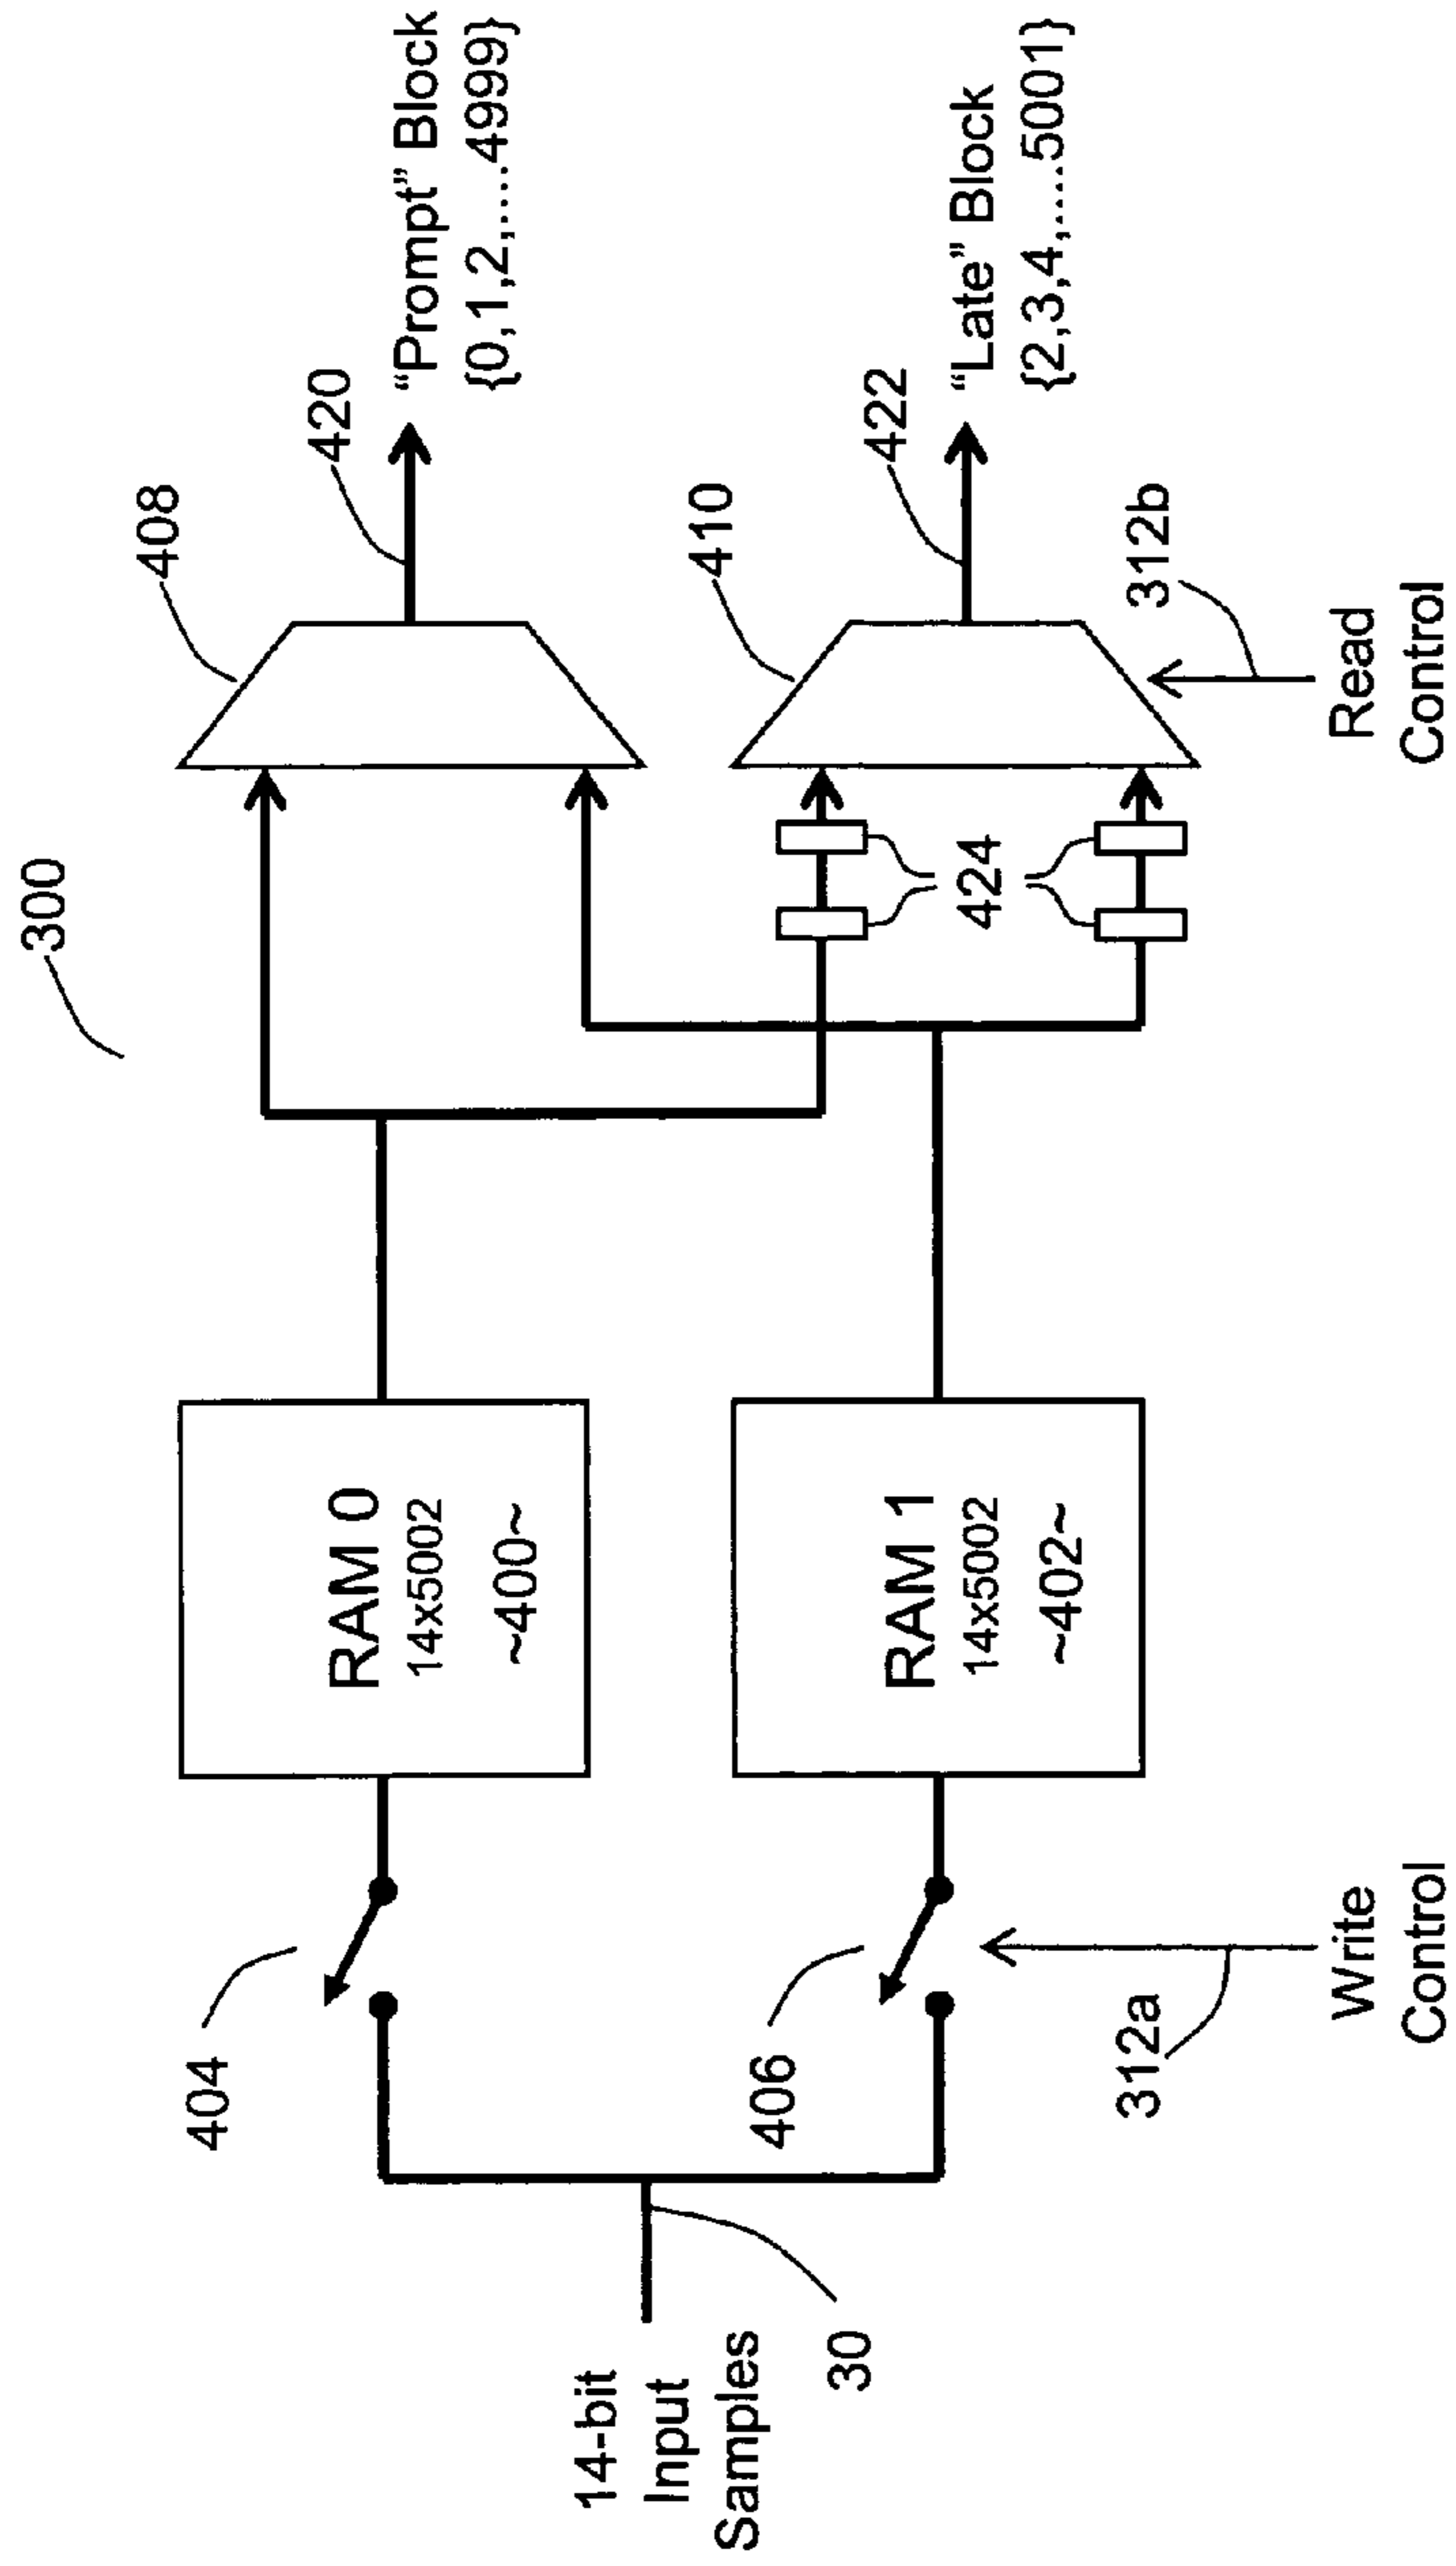 300
14-bit
Input
Samples
30
404
406
312a
Write
Control
RAM 0
14x5002
~400~
RAM 1
14x5002
~402~
424
408
410
420
"Prompt" Block
{0,1,2,....4999}
422
"Late" Block
{2,3,4,....5001}
312b
Read
Control